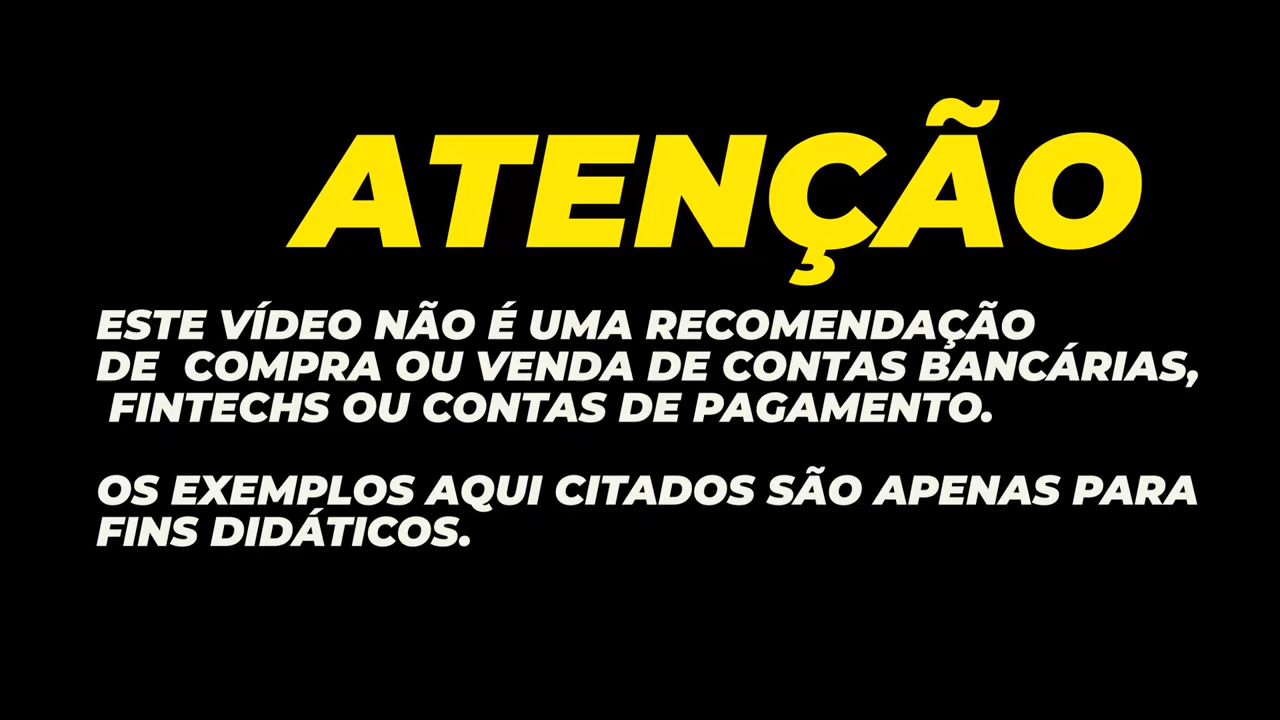 ATENÇÃO
ESTE VÍDEO NÃO É UMA RECOMENDAÇÃO
DE COMPRA OU VENDA DE CONTAS BANCÁRIAS,
FINTECHS OU CONTAS DE PAGAMENTO.
OS EXEMPLOS AQUI CITADOS SÃO APENAS PARA
FINS DIDÁTICOS.